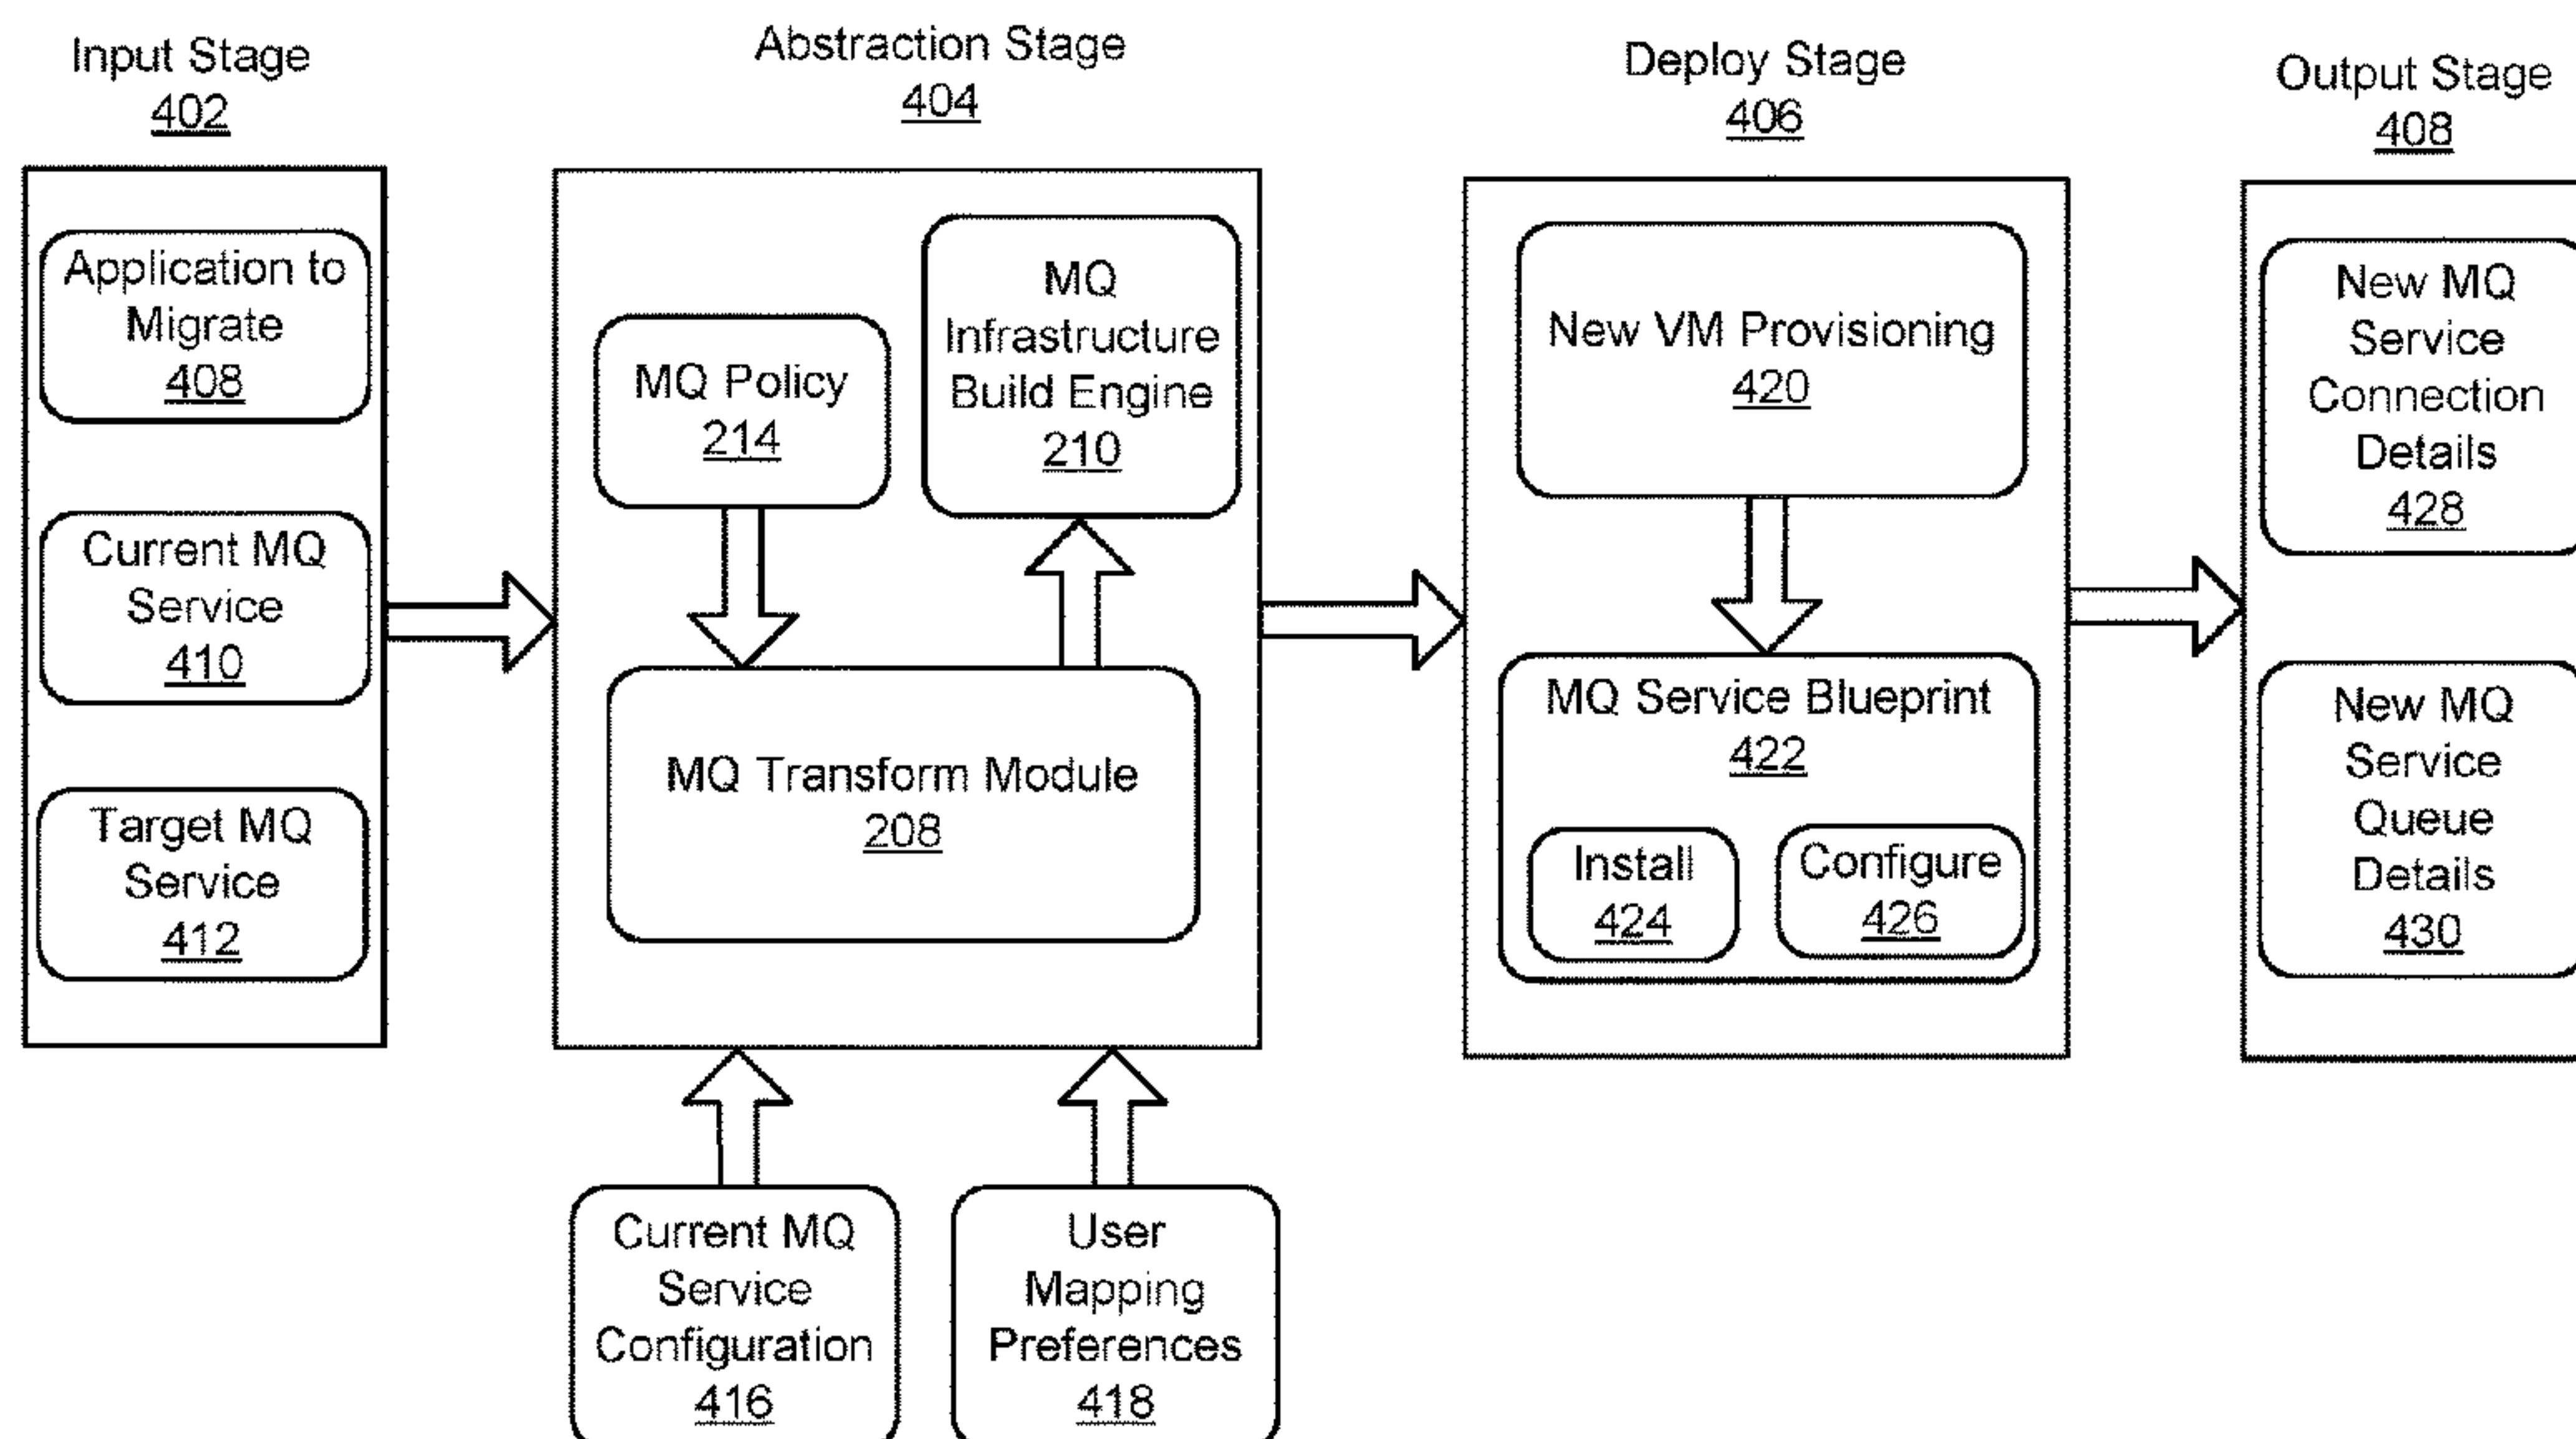 Input Stage
402
Application to
Migrate
408
Current MQ
Service
410
Target MQ
Service
412
Abstraction Stage
404
MQ Policy
214
MQ
Infrastructure
Build Engine
210
MQ Transform Module
208
Current MQ
Service
Configuration
416
User
Mapping
Preferences
418
Deploy Stage
406
New VM Provisioning
420
MQ Service Blueprint
422
Install
424
Configure
426
Output Stage
408
New MQ
Service
Connection
Details
428
New MQ
Service
Queue
Details
430